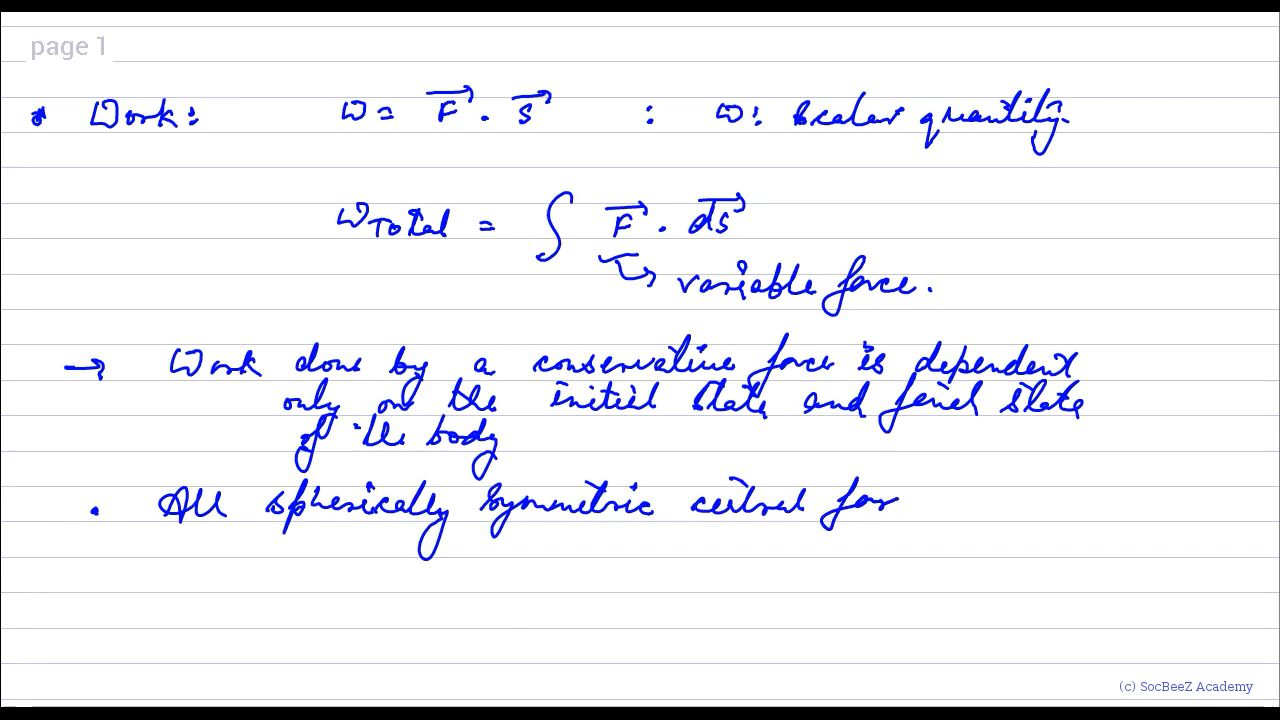 page 1
* Work: W = F⃗ . s⃗ : W: Scalar quantity.
W_Total = ∫ F⃗ . ds⃗
↳ variable force.
→ Work done by a conservative force is dependent
only on the initial state and final state
of the body
. All spherically symmetric central for
(c) SocBeeZ Academy